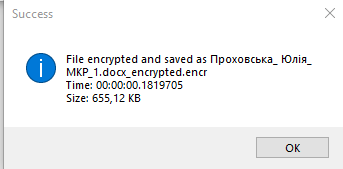 Success
File encrypted and saved as Проховська_ Юлія_
МКР_1.docx_encrypted.encr
Time: 00:00:00.1819705
Size: 655,12 KB
OK